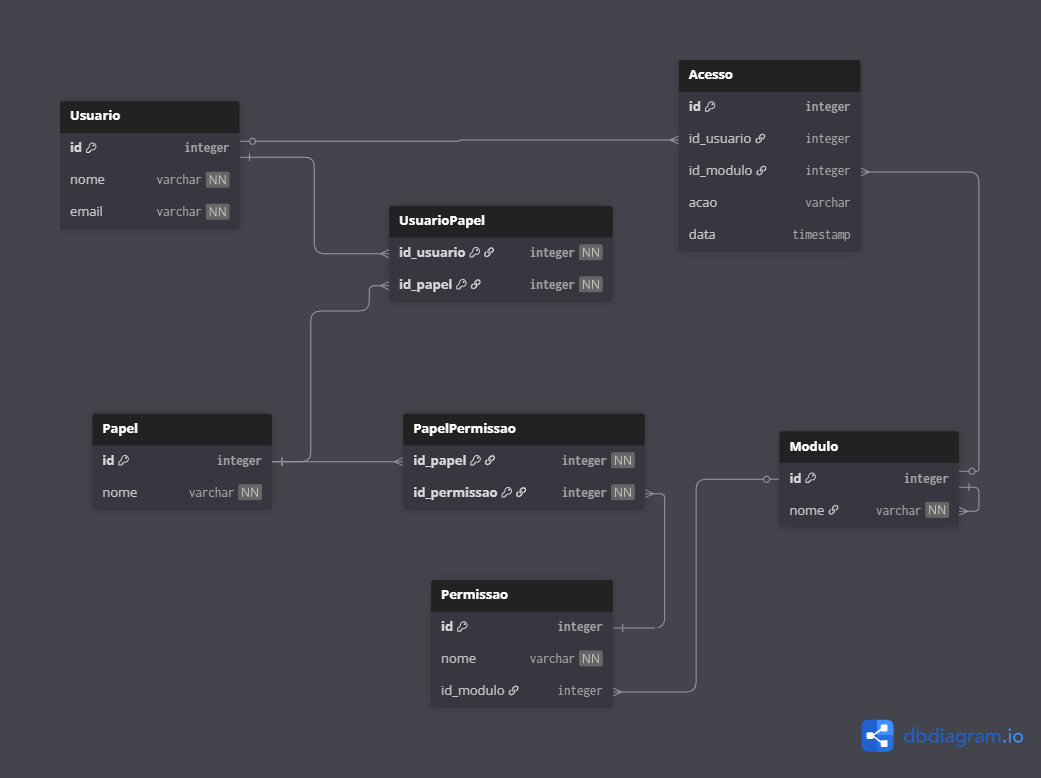 Usuario
id integer
nome varchar NN
email varchar NN
Acesso
id integer
id_usuario integer
id_modulo integer
acao varchar
data timestamp
UsuarioPapel
id_usuario integer NN
id_papel integer NN
Papel
id integer
nome varchar NN
PapelPermissao
id_papel integer NN
id_permissao integer NN
Modulo
id integer
nome varchar NN
Permissao
id integer
nome varchar NN
id_modulo integer
dbdiagram.io